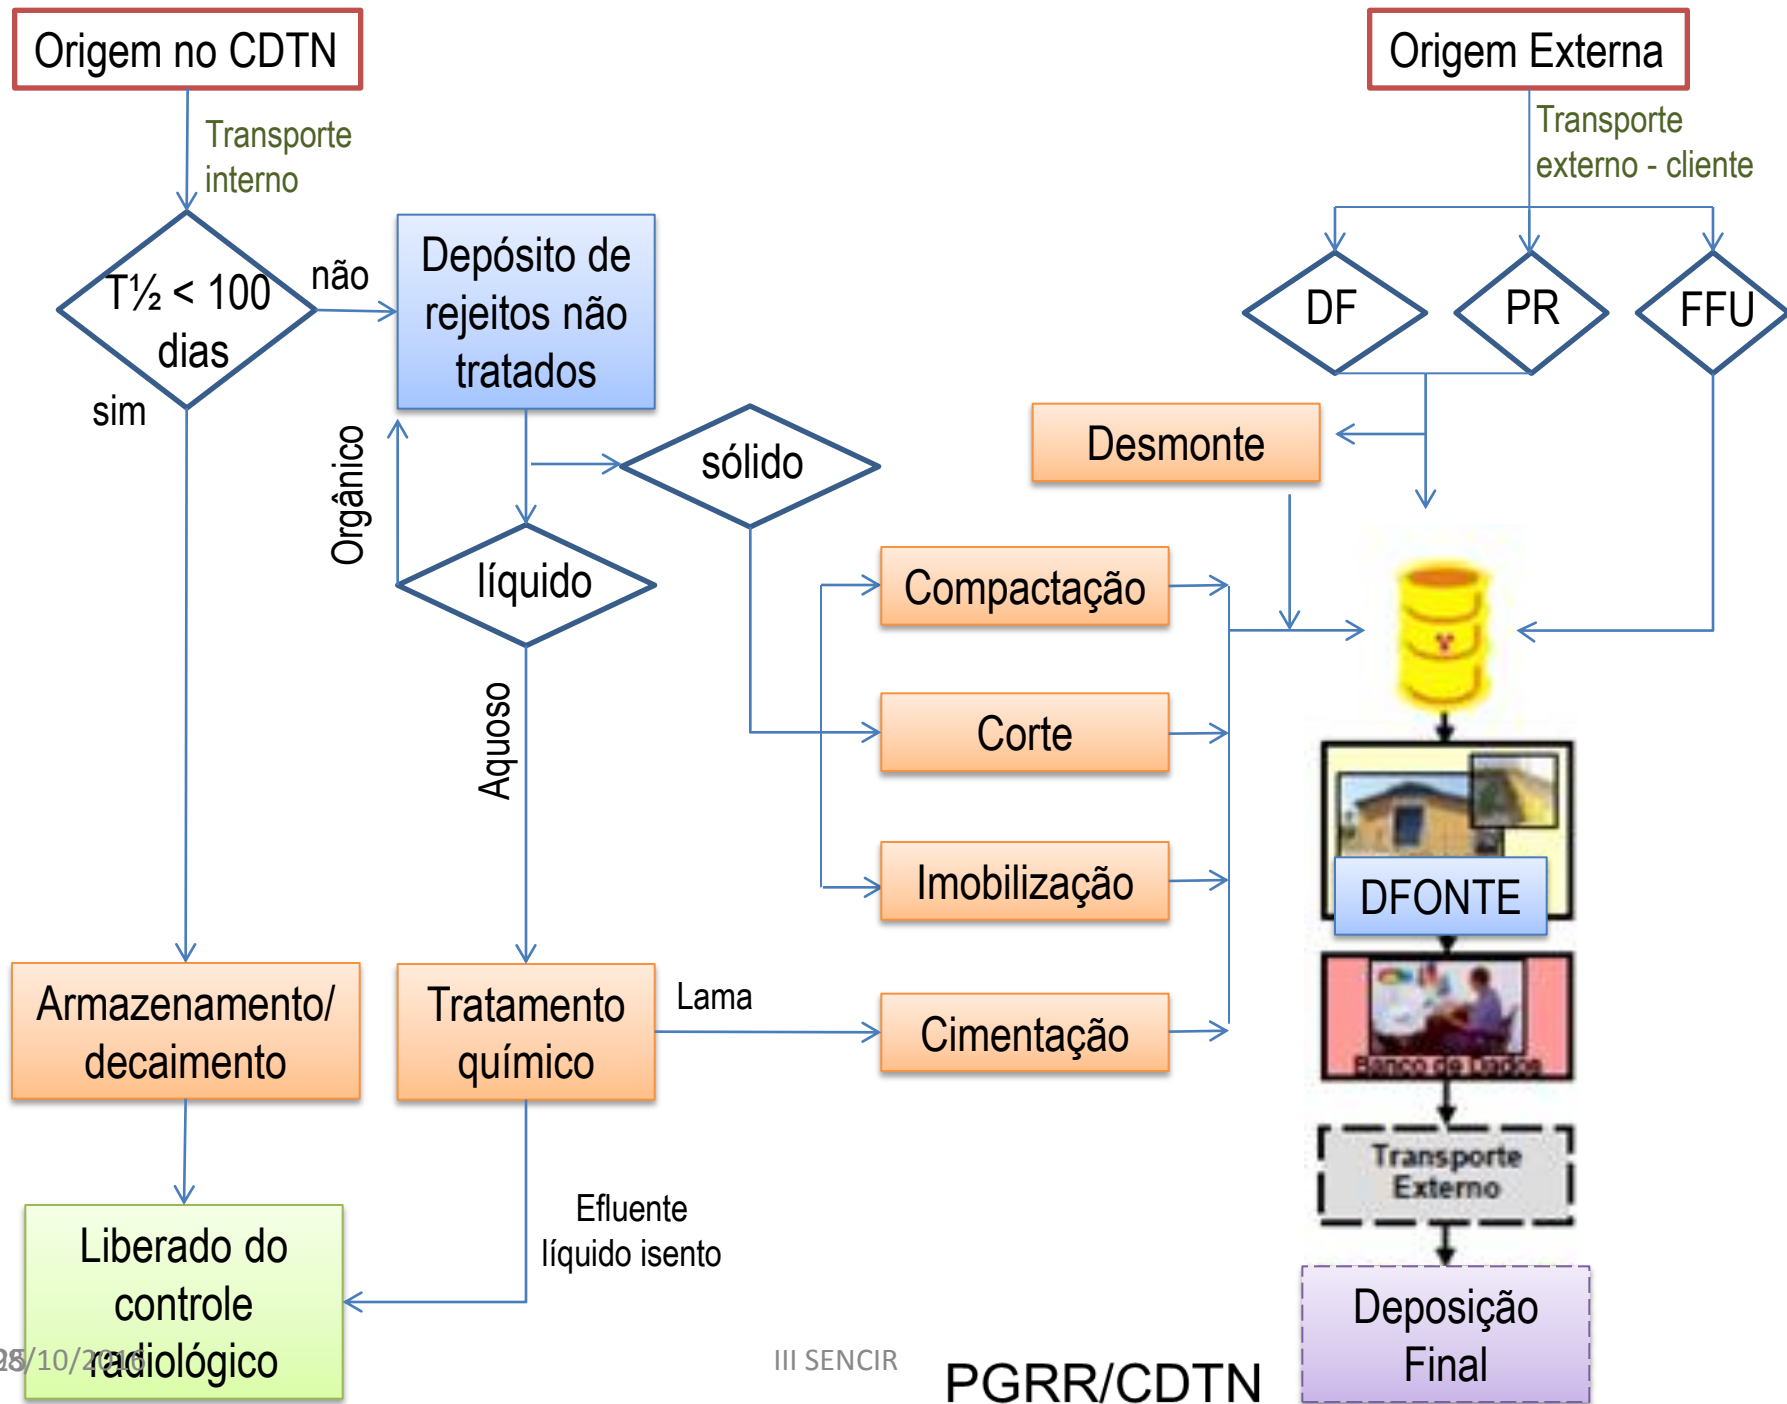 Origem no CDTN
Origem Externa
Transporte
interno
Transporte
externo - cliente
T½ < 100
dias
não
sim
Depósito de
rejeitos não
tratados
DF
PR
FFU
Orgânico
sólido
Desmonte
líquido
Compactação
Aquoso
Corte
Imobilização
DFONTE
Armazenamento/
decaimento
Tratamento
químico
Lama
Cimentação
Banco de Dados
Transporte
Externo
Efluente
líquido isento
Liberado do
controle
radiológico
Deposição
Final
/10/2016
III SENCIR
PGRR/CDTN